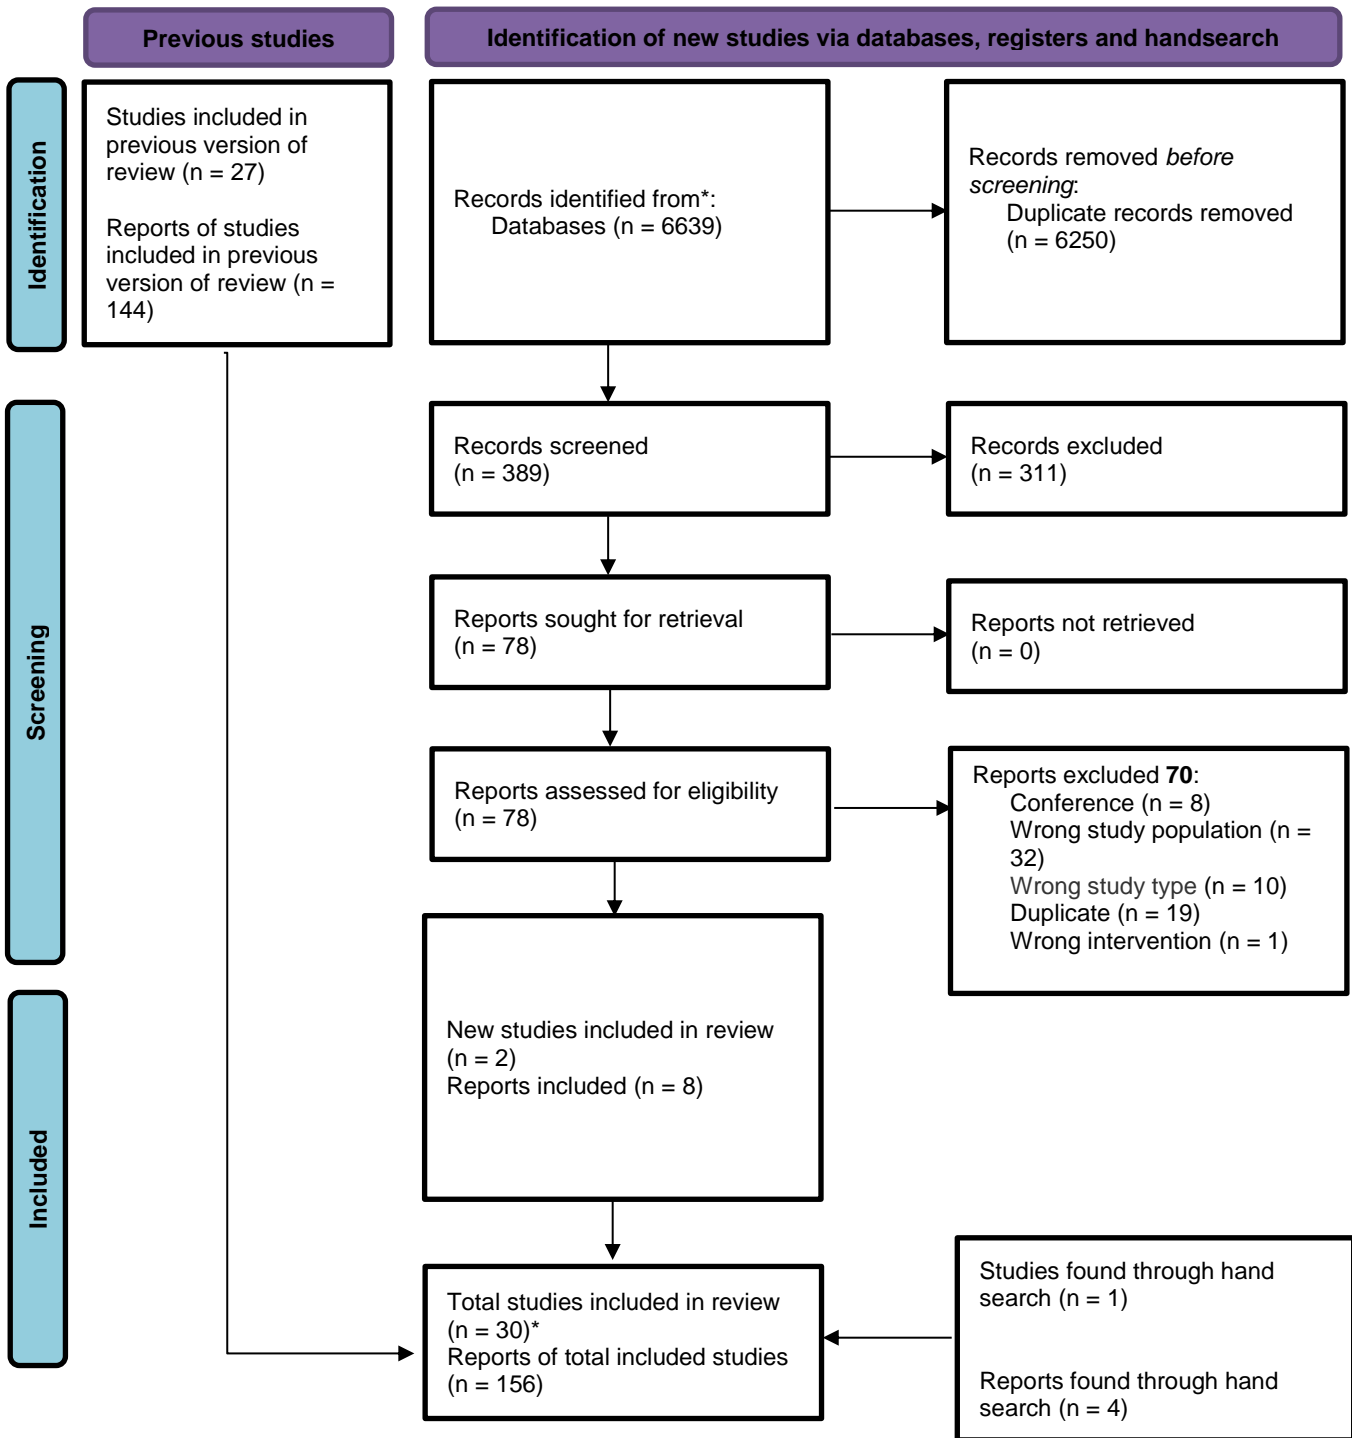 Previous studies
Identification of new studies via databases, registers and handsearch
Identification
Studies included in
previous version of
review (n = 27)
Reports of studies
included in previous
version of review (n =
144)
Records identified from*:
Databases (n = 6639)
Records removed before
screening:
Duplicate records removed
(n = 6250)
Screening
Records screened
(n = 389)
Records excluded
(n = 311)
Reports sought for retrieval
(n = 78)
Reports not retrieved
(n = 0)
Reports assessed for eligibility
(n = 78)
Reports excluded 70:
Conference (n = 8)
Wrong study population (n =
32)
Wrong study type (n = 10)
Duplicate (n = 19)
Wrong intervention (n = 1)
Included
New studies included in review
(n = 2)
Reports included (n = 8)
Total studies included in review
(n = 30)*
Reports of total included studies
(n = 156)
Studies found through hand
search (n = 1)
Reports found through hand
search (n = 4)